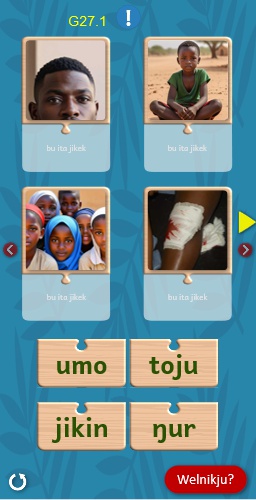 G27.1 !
bu ita jikek
bu ita jikek
bu ita jikek
bu ita jikek
umo
toju
jikin
ŋur
Welnikju?